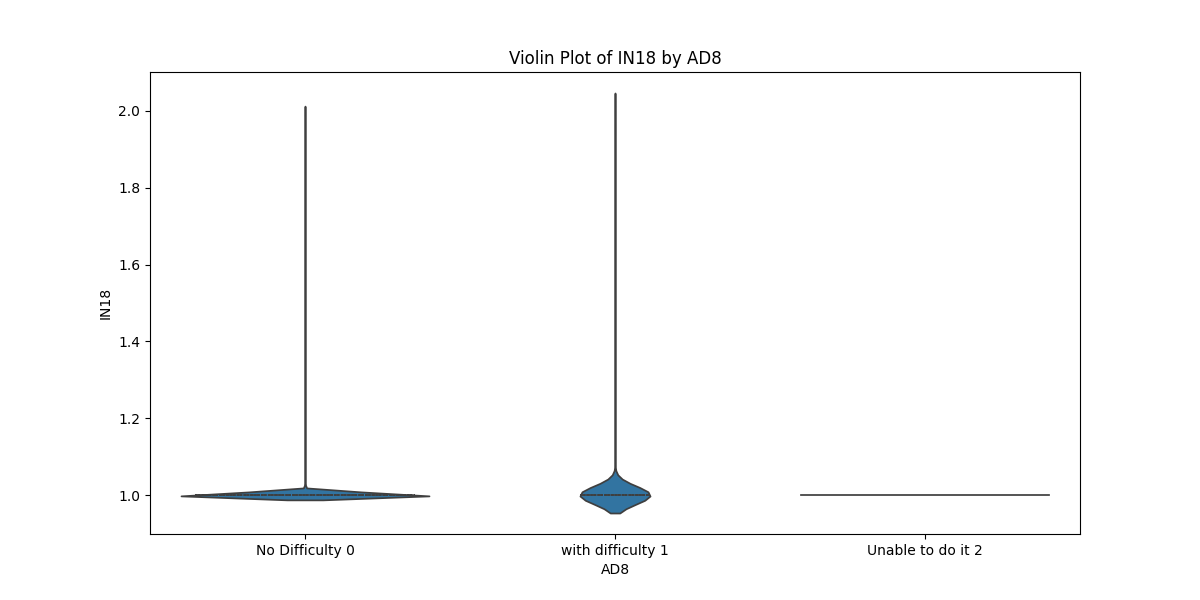 Violin Plot of IN18 by AD8
2.0
1.8
1.6
1.4
1.2
1.0
IN18
No Difficulty 0
with difficulty 1
Unable to do it 2
AD8